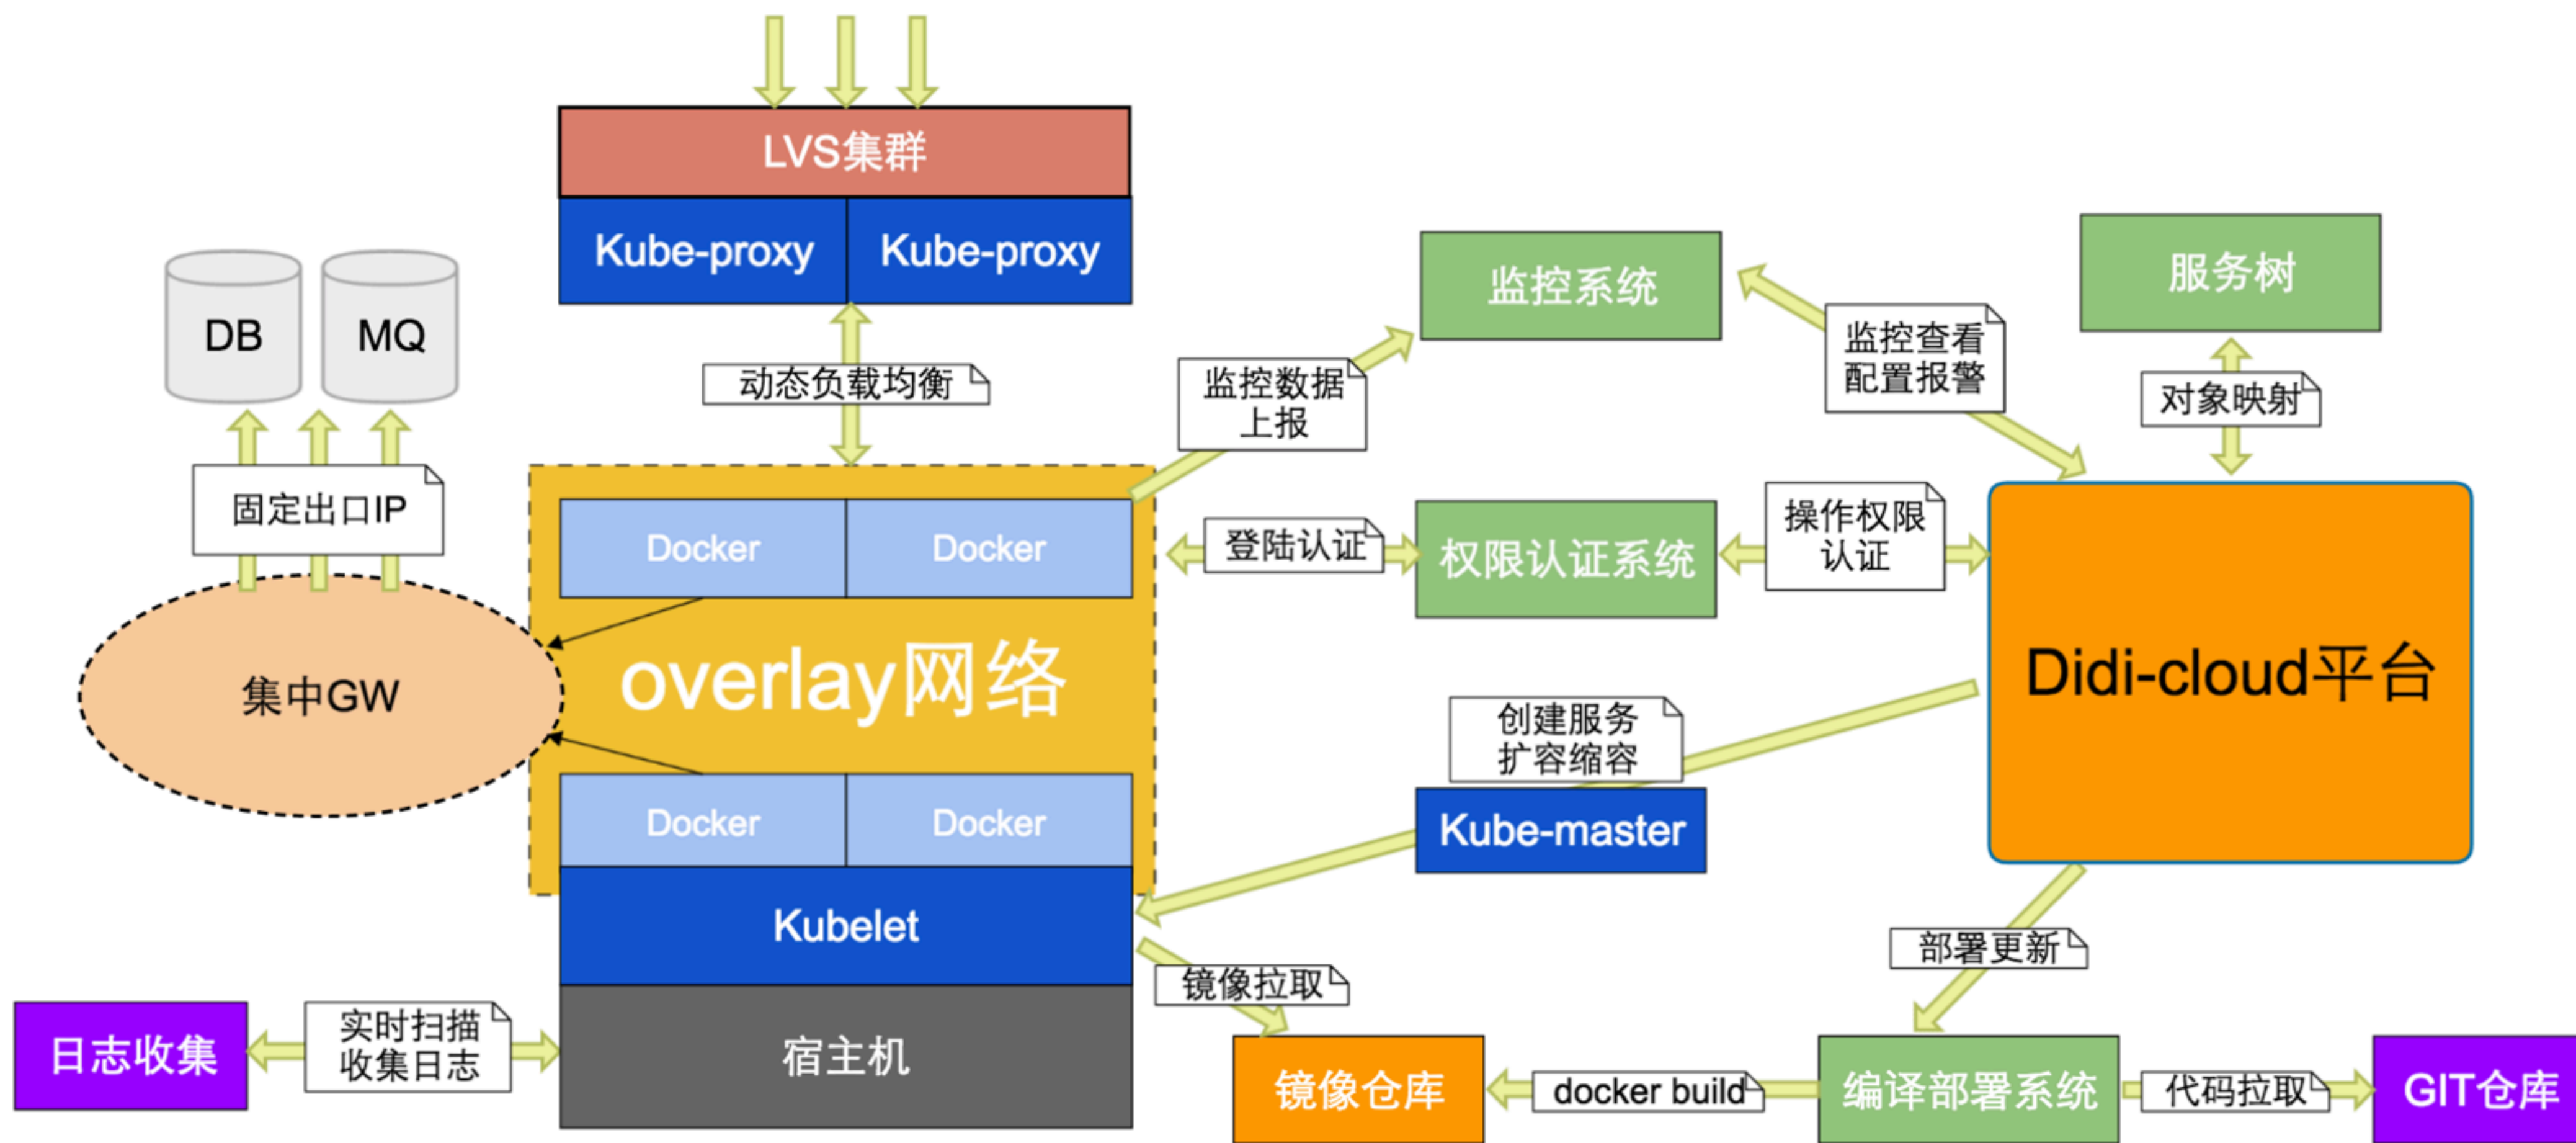 LVS集群
Kube-proxy
Kube-proxy
DB
MQ
动态负载均衡
固定出口IP
集中GW
Docker
Docker
overlay网络
Docker
Docker
Kubelet
宿主机
日志收集
实时扫描
收集日志
监控数据
上报
监控系统
监控查看
配置报警
服务树
对象映射
登陆认证
权限认证系统
操作权限
认证
Didi-cloud平台
创建服务
扩容缩容
Kube-master
镜像拉取
镜像仓库
docker build
部署更新
编译部署系统
代码拉取
GIT仓库